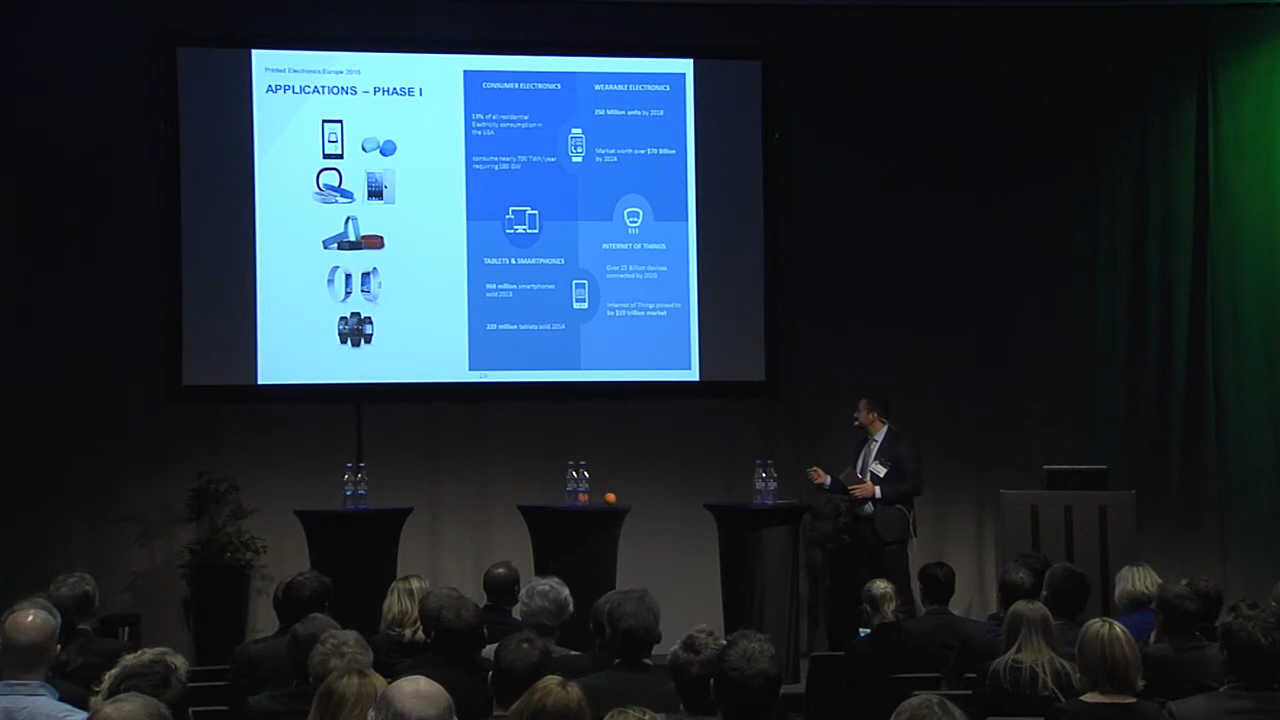 Printed Electronics Europe 2015
APPLICATIONS – PHASE I
CONSUMER ELECTRONICS
13% of all residential
Electricity consumption in
the USA
consume nearly 700 TWh/year
requiring 180 GW
WEARABLE ELECTRONICS
250 Million units by 2018
Market worth over $70 Billion
by 2024
TABLETS & SMARTPHONES
968 million smartphones
sold 2013
229 million tablets sold 2014
INTERNET OF THINGS
Over 25 Billion devices
connected by 2020
Internet of Things poised to
be $19 trillion market